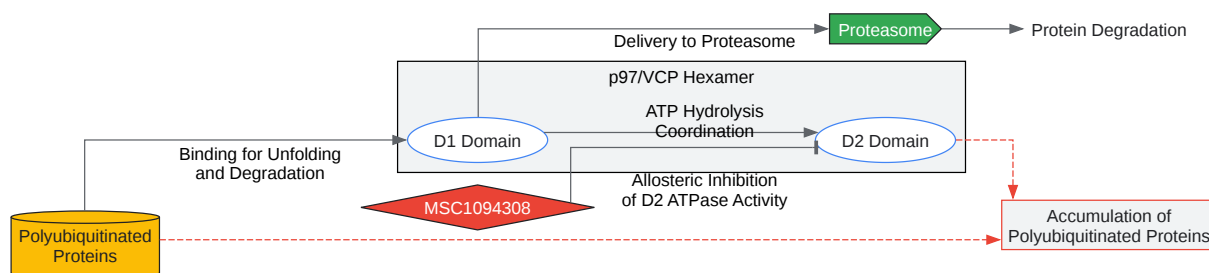 Proteasome
Protein Degradation
Delivery to Proteasome
p97/VCP Hexamer
ATP Hydrolysis
Coordination
D1 Domain
D2 Domain
Binding for Unfolding
and Degradation
Allosteric Inhibition
of D2 ATPase Activity
MSC1094308
Polyubiquitinated
Proteins
Accumulation of
Polyubiquitinated Proteins